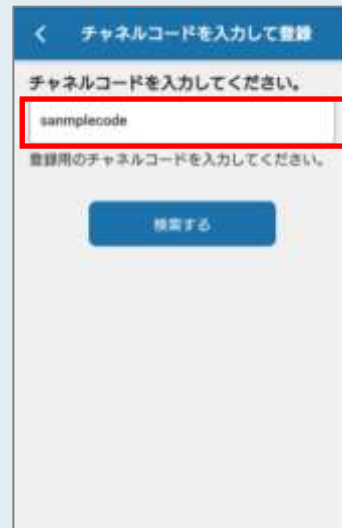 チャネルコードを入力して登録
チャネルコードを入力してください。
sanmplecode
登録用のチャネルコードを入力してください。
検索する